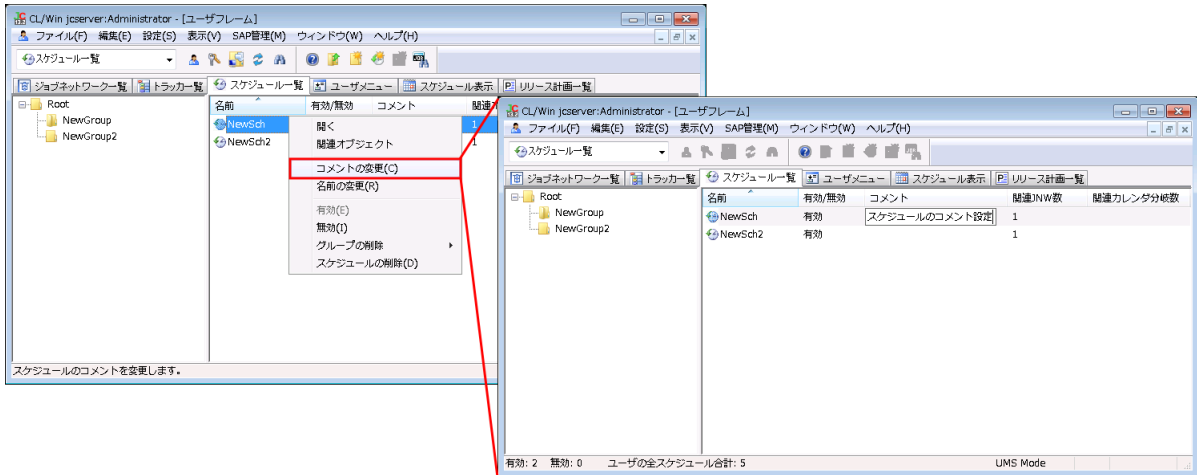 CL/Win jcserver:Administrator - [ユーザフレーム]
ファイル(F) 編集(E) 設定(S) 表示(V) SAP管理(M) ウィンドウ(W) ヘルプ(H)
スケジュール一覧
ジョブネットワーク一覧 トラッカ一覧 スケジュール一覧 ユーザメニュー スケジュール表示 リリース計画一覧
Root
NewGroup
NewGroup2
名前 有効/無効 コメント
NewSch 1
NewSch2 1
開く
関連オブジェクト
コメントの変更(C)
名前の変更(R)
有効(E)
無効(I)
グループの削除
スケジュールの削除(D)
スケジュールのコメントを変更します。
CL/Win jcserver:Administrator - [ユーザフレーム]
ファイル(F) 編集(E) 設定(S) 表示(V) SAP管理(M) ウィンドウ(W) ヘルプ(H)
スケジュール一覧
ジョブネットワーク一覧 トラッカ一覧 スケジュール一覧 ユーザメニュー スケジュール表示 リリース計画一覧
Root
NewGroup
NewGroup2
名前 有効/無効 コメント 関連JNW数 関連カレンダ分岐数
NewSch 有効 スケジュールのコメント設定 1
NewSch2 有効 1
有効: 2 無効: 0 ユーザの全スケジュール合計: 5 UMS Mode